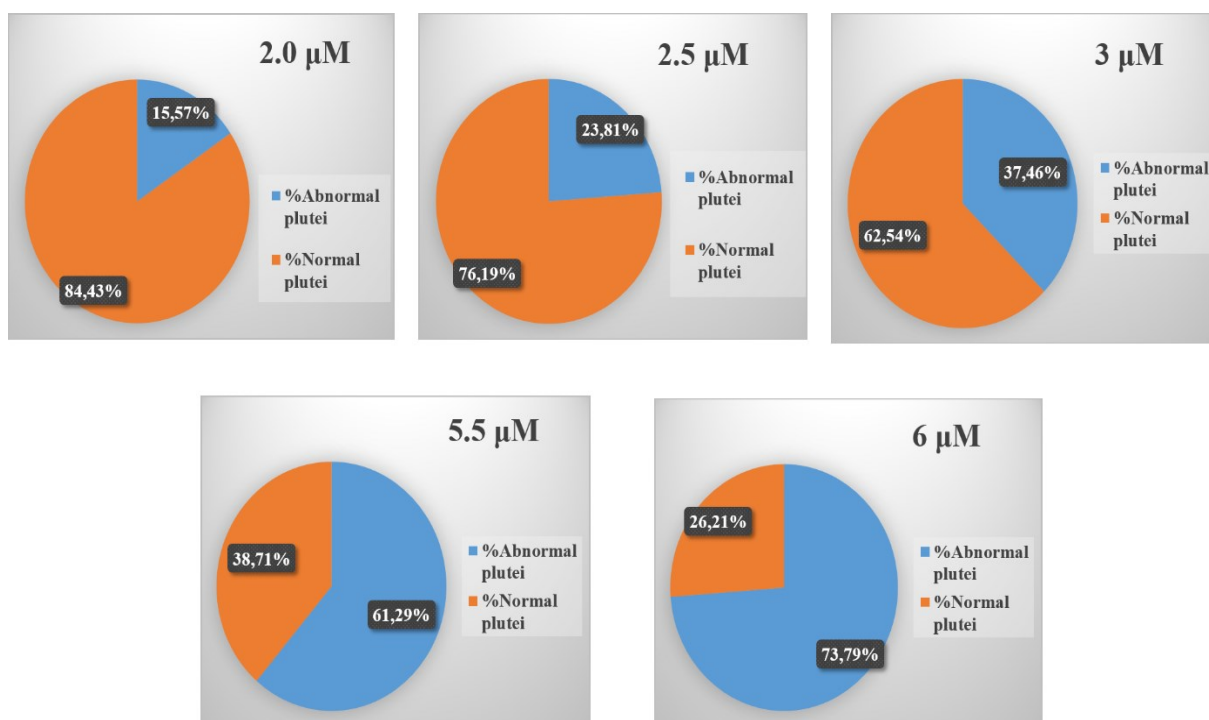 2.0 μM
15,57%
84,43%
%Abnormal
plutei
%Normal
plutei
2.5 μM
23,81%
76,19%
%Abnormal
plutei
%Normal
plutei
3 μM
37,46%
62,54%
%Abnormal
plutei
%Normal
plutei
5.5 μM
38,71%
61,29%
%Abnormal
plutei
%Normal
plutei
6 μM
26,21%
73,79%
%Abnormal
plutei
%Normal
plutei